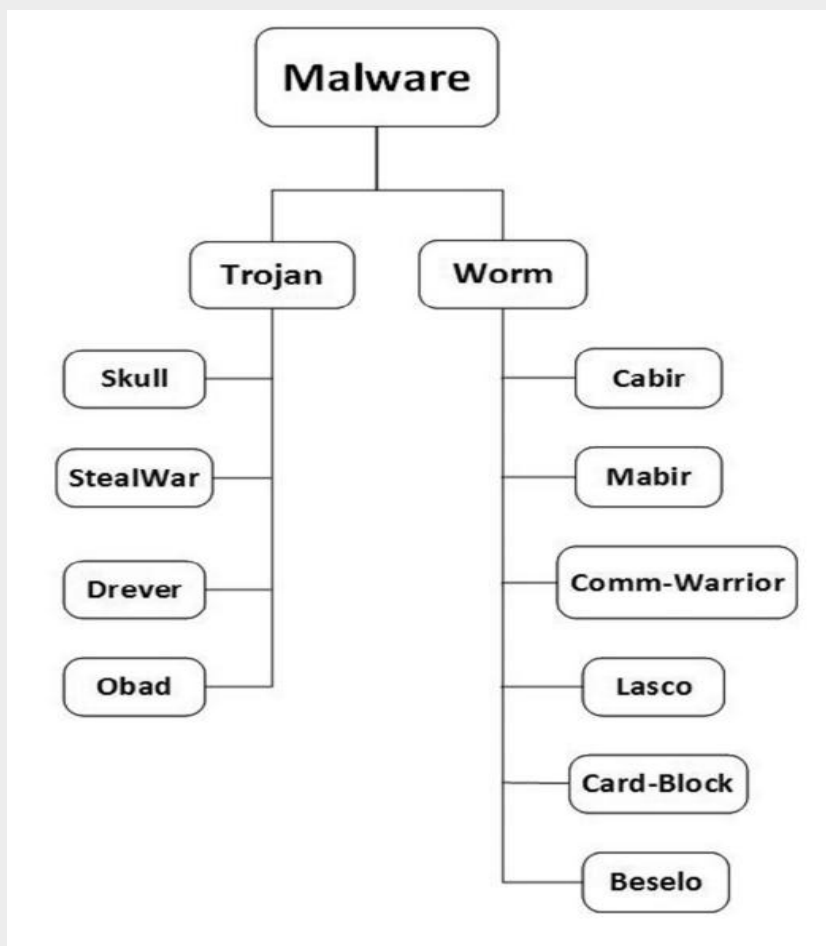 Malware
Trojan
Worm
Skull
StealWar
Drever
Obad
Cabir
Mabir
Comm-Warrior
Lasco
Card-Block
Beselo